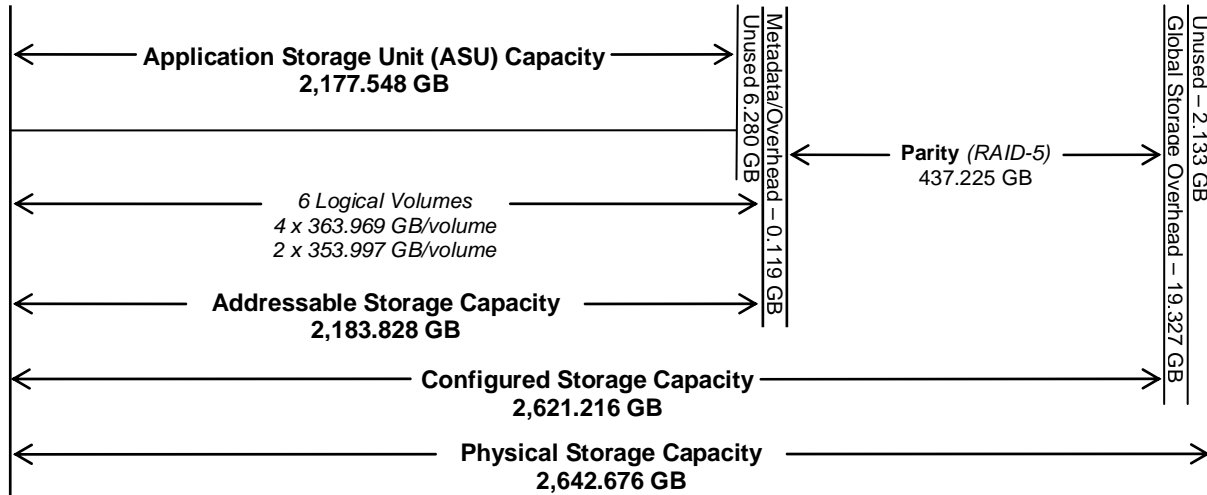 Application Storage Unit (ASU) Capacity
2,177.548 GB
Unused 6.280 GB
Metadata/Overhead – 0.119 GB
Parity (RAID-5)
437.225 GB
Global Storage Overhead – 19.327 GB
Unused – 2.133 GB
6 Logical Volumes
4 x 363.969 GB/volume
2 x 353.997 GB/volume
Addressable Storage Capacity
2,183.828 GB
Configured Storage Capacity
2,621.216 GB
Physical Storage Capacity
2,642.676 GB